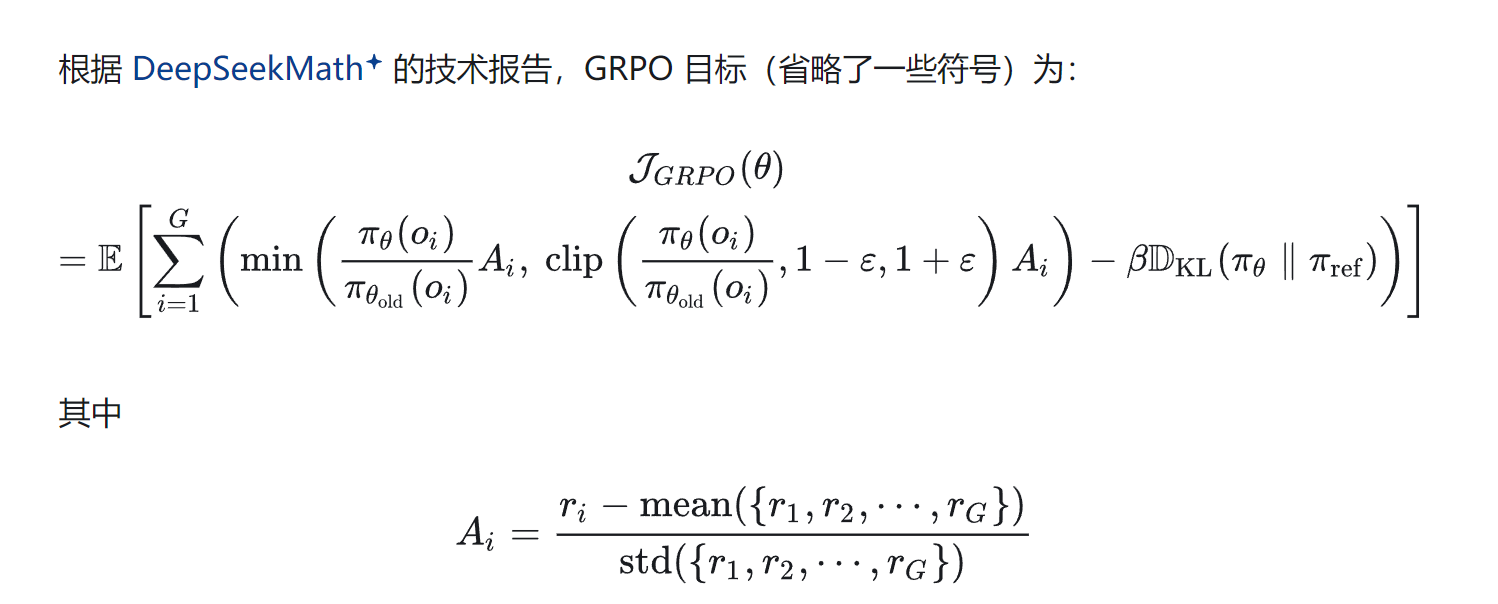 根据 DeepSeekMath 的技术报告，GRPO 目标（省略了一些符号）为：
$$\mathcal{J}_{GRPO}(\theta)$$
$$= \mathbb{E}\left[\sum_{i=1}^{G}\left(\min\left(\frac{\pi_\theta(o_i)}{\pi_{\theta_{\text{old}}}(o_i)}A_i,\ \text{clip}\left(\frac{\pi_\theta(o_i)}{\pi_{\theta_{\text{old}}}(o_i)}, 1-\varepsilon, 1+\varepsilon\right)A_i\right) - \beta\mathbb{D}_{\text{KL}}(\pi_\theta \parallel \pi_{\text{ref}})\right)\right]$$
其中
$$A_i = \frac{r_i - \text{mean}(\{r_1, r_2, \cdots, r_G\})}{\text{std}(\{r_1, r_2, \cdots, r_G\})}$$